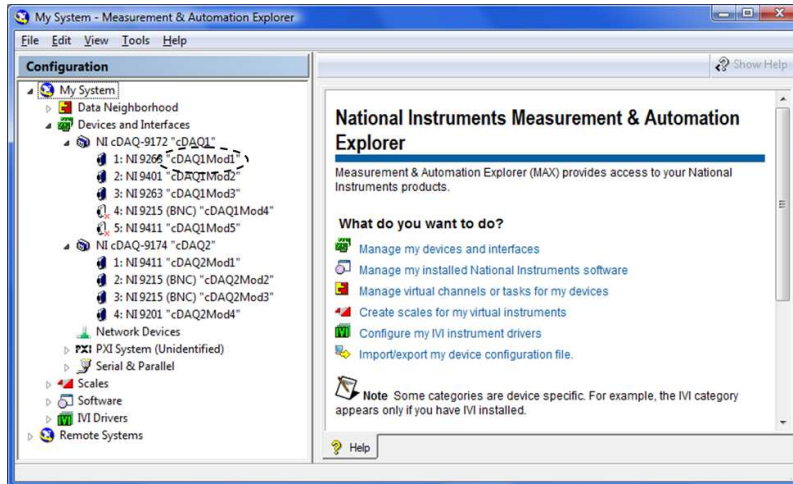 My System - Measurement & Automation Explorer
File Edit View Tools Help
Configuration
Show Help
My System
Data Neighborhood
Devices and Interfaces
NI cDAQ-9172 "cDAQ1"
1: NI 9263 "cDAQ1Mod1"
2: NI 9401 "cDAQ1Mod2"
3: NI 9263 "cDAQ1Mod3"
4: NI 9215 (BNC) "cDAQ1Mod4"
5: NI 9411 "cDAQ1Mod5"
NI cDAQ-9174 "cDAQ2"
1: NI 9411 "cDAQ2Mod1"
2: NI 9215 (BNC) "cDAQ2Mod2"
3: NI 9215 (BNC) "cDAQ2Mod3"
4: NI 9201 "cDAQ2Mod4"
Network Devices
PXI PXI System (Unidentified)
Serial & Parallel
Scales
Software
IVI IVI Drivers
Remote Systems
National Instruments Measurement & Automation
Explorer
Measurement & Automation Explorer (MAX) provides access to your National
Instruments products.
What do you want to do?
Manage my devices and interfaces
Manage my installed National Instruments software
Manage virtual channels or tasks for my devices
Create scales for my virtual instruments
IVI Configure my IVI instrument drivers
Import/export my device configuration file.
Note Some categories are device specific. For example, the IVI category
appears only if you have IVI installed.
Help